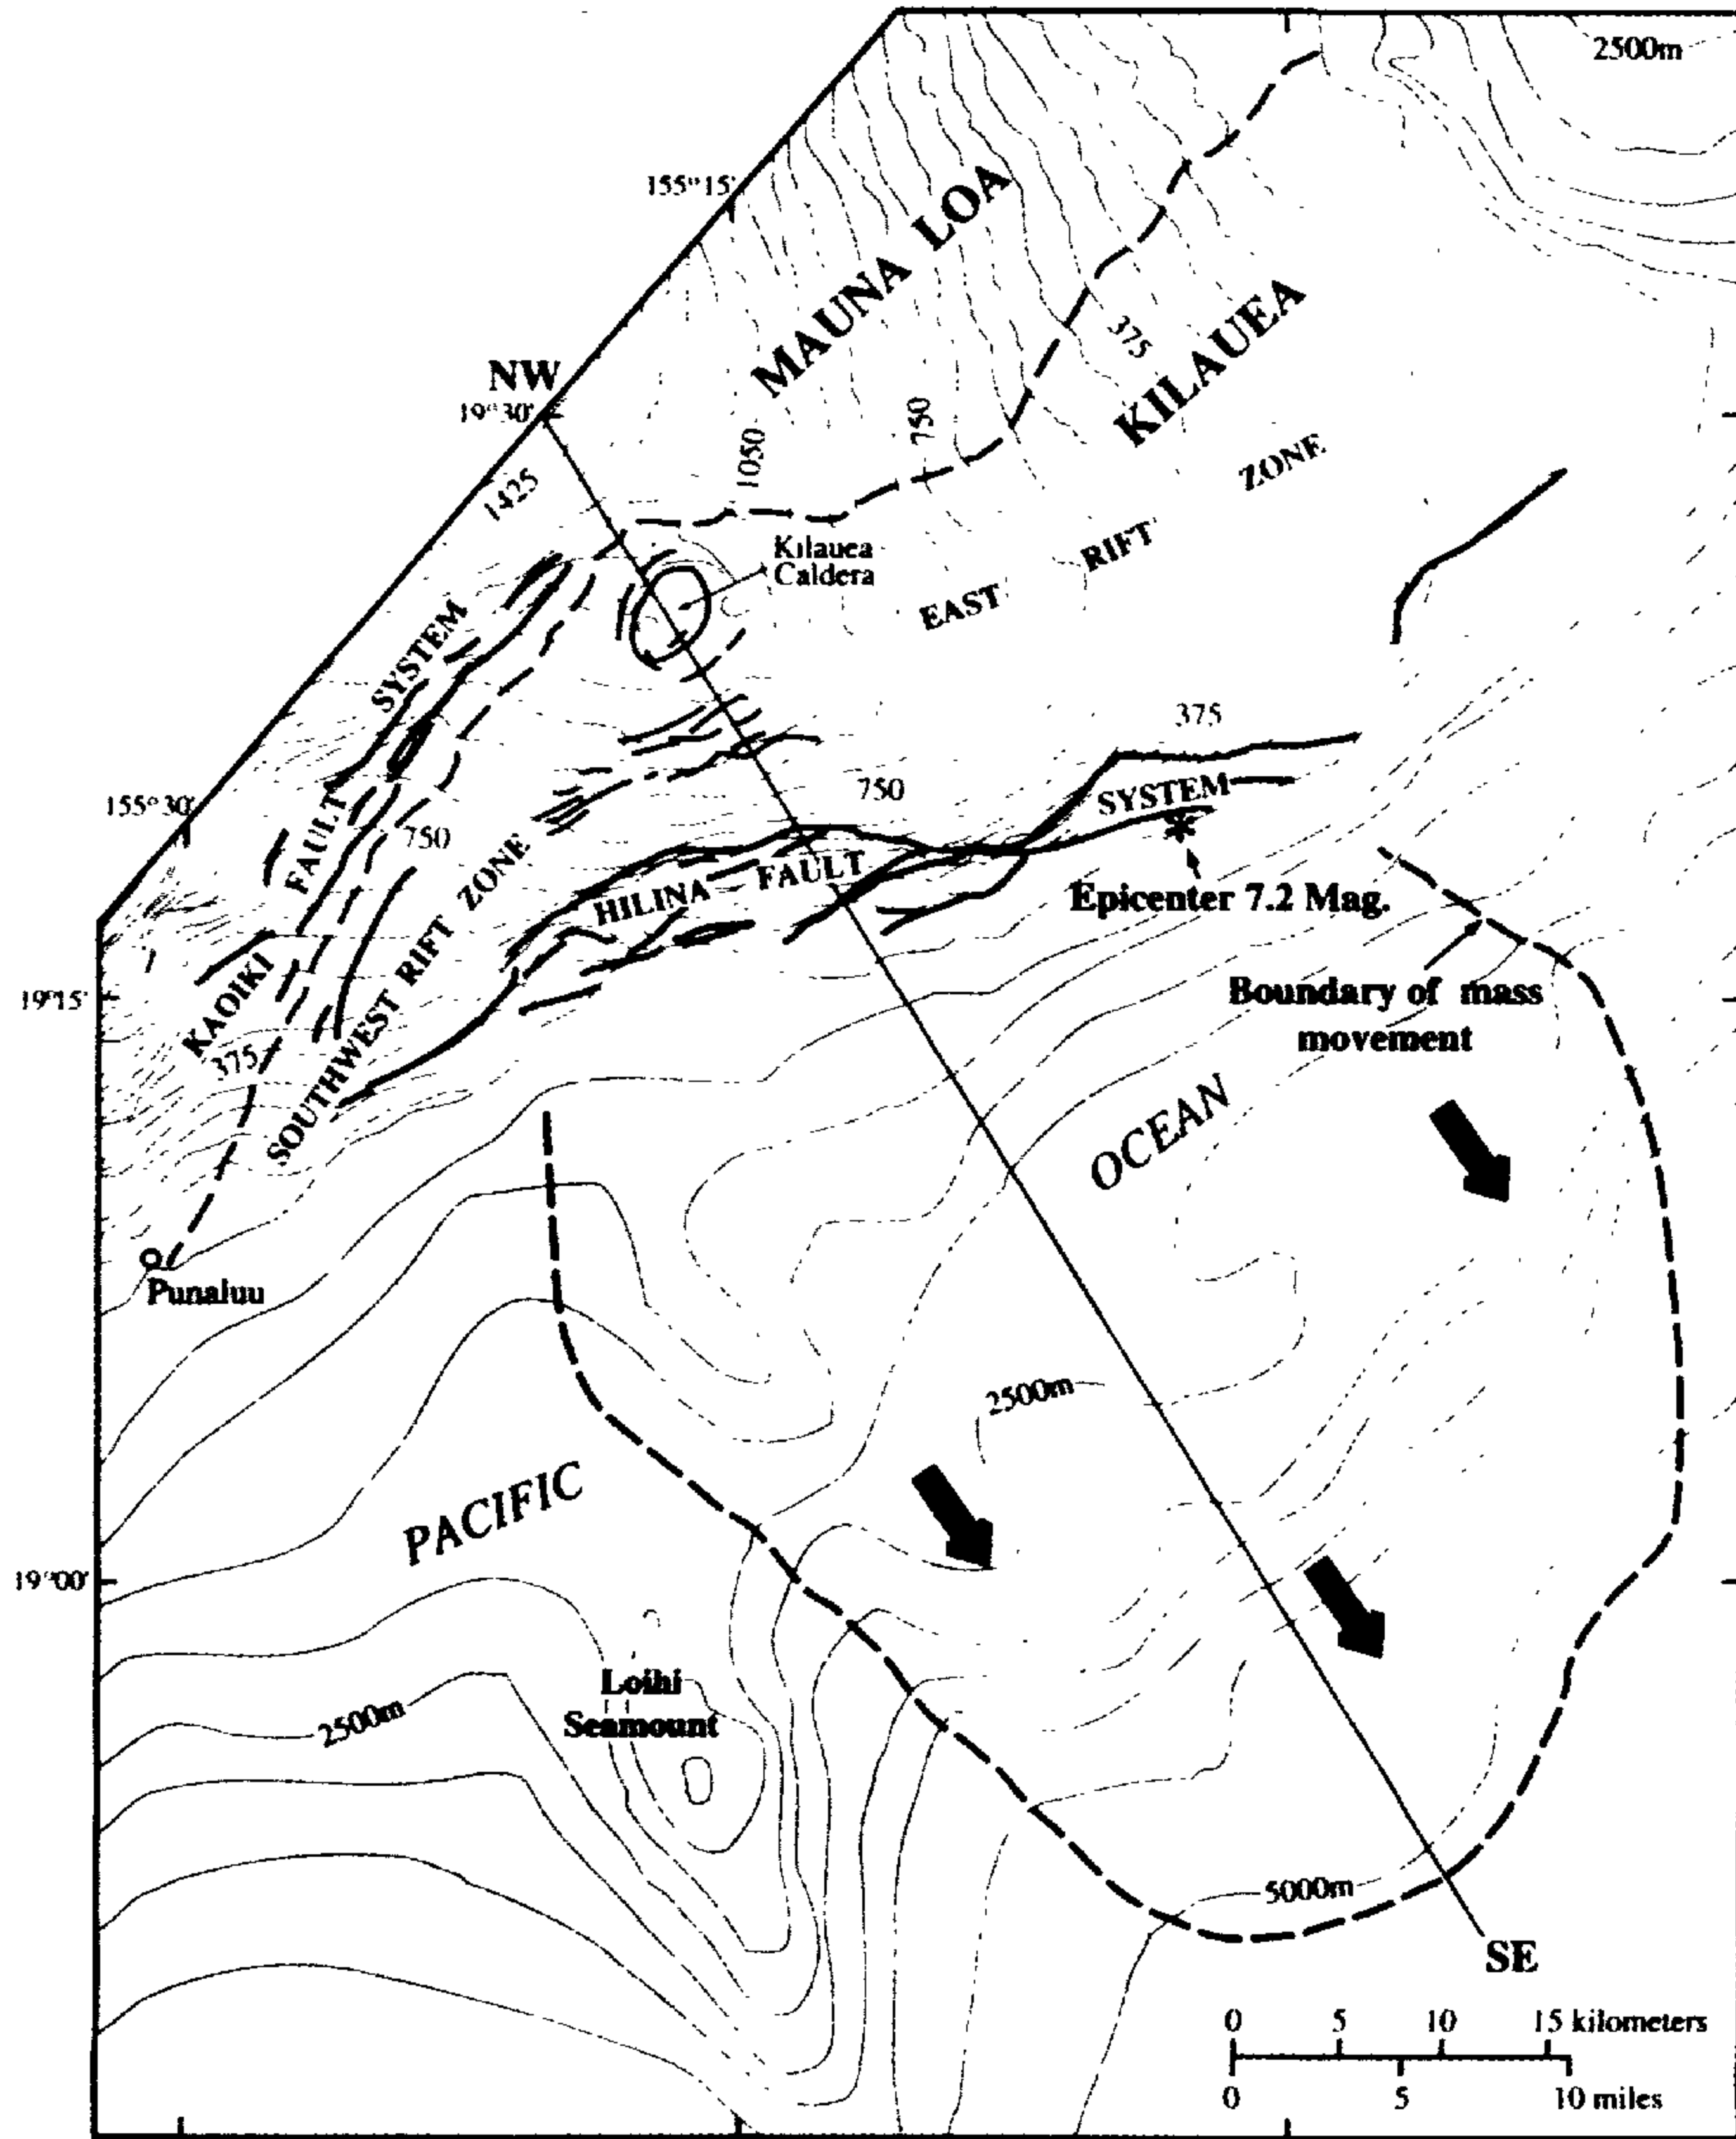 2500m
155°15'
MAUNA LOA
NW
19°30'
375
KILAUEA
1425
1050
750
ZONE
Kilauea
Caldera
RIFT
EAST
SYSTEM
375
155°30'
750
SYSTEM
FAULT
750
HILINA FAULT
Epicenter 7.2 Mag.
ZONE
KAOIKI
SOUTHWEST RIFT
19°15'
Boundary of mass
movement
375
OCEAN
Punaluu
2500m
PACIFIC
19°00'
Loihi
Seamount
2500m
5000m
SE
0 5 10 15 kilometers
0 5 10 miles